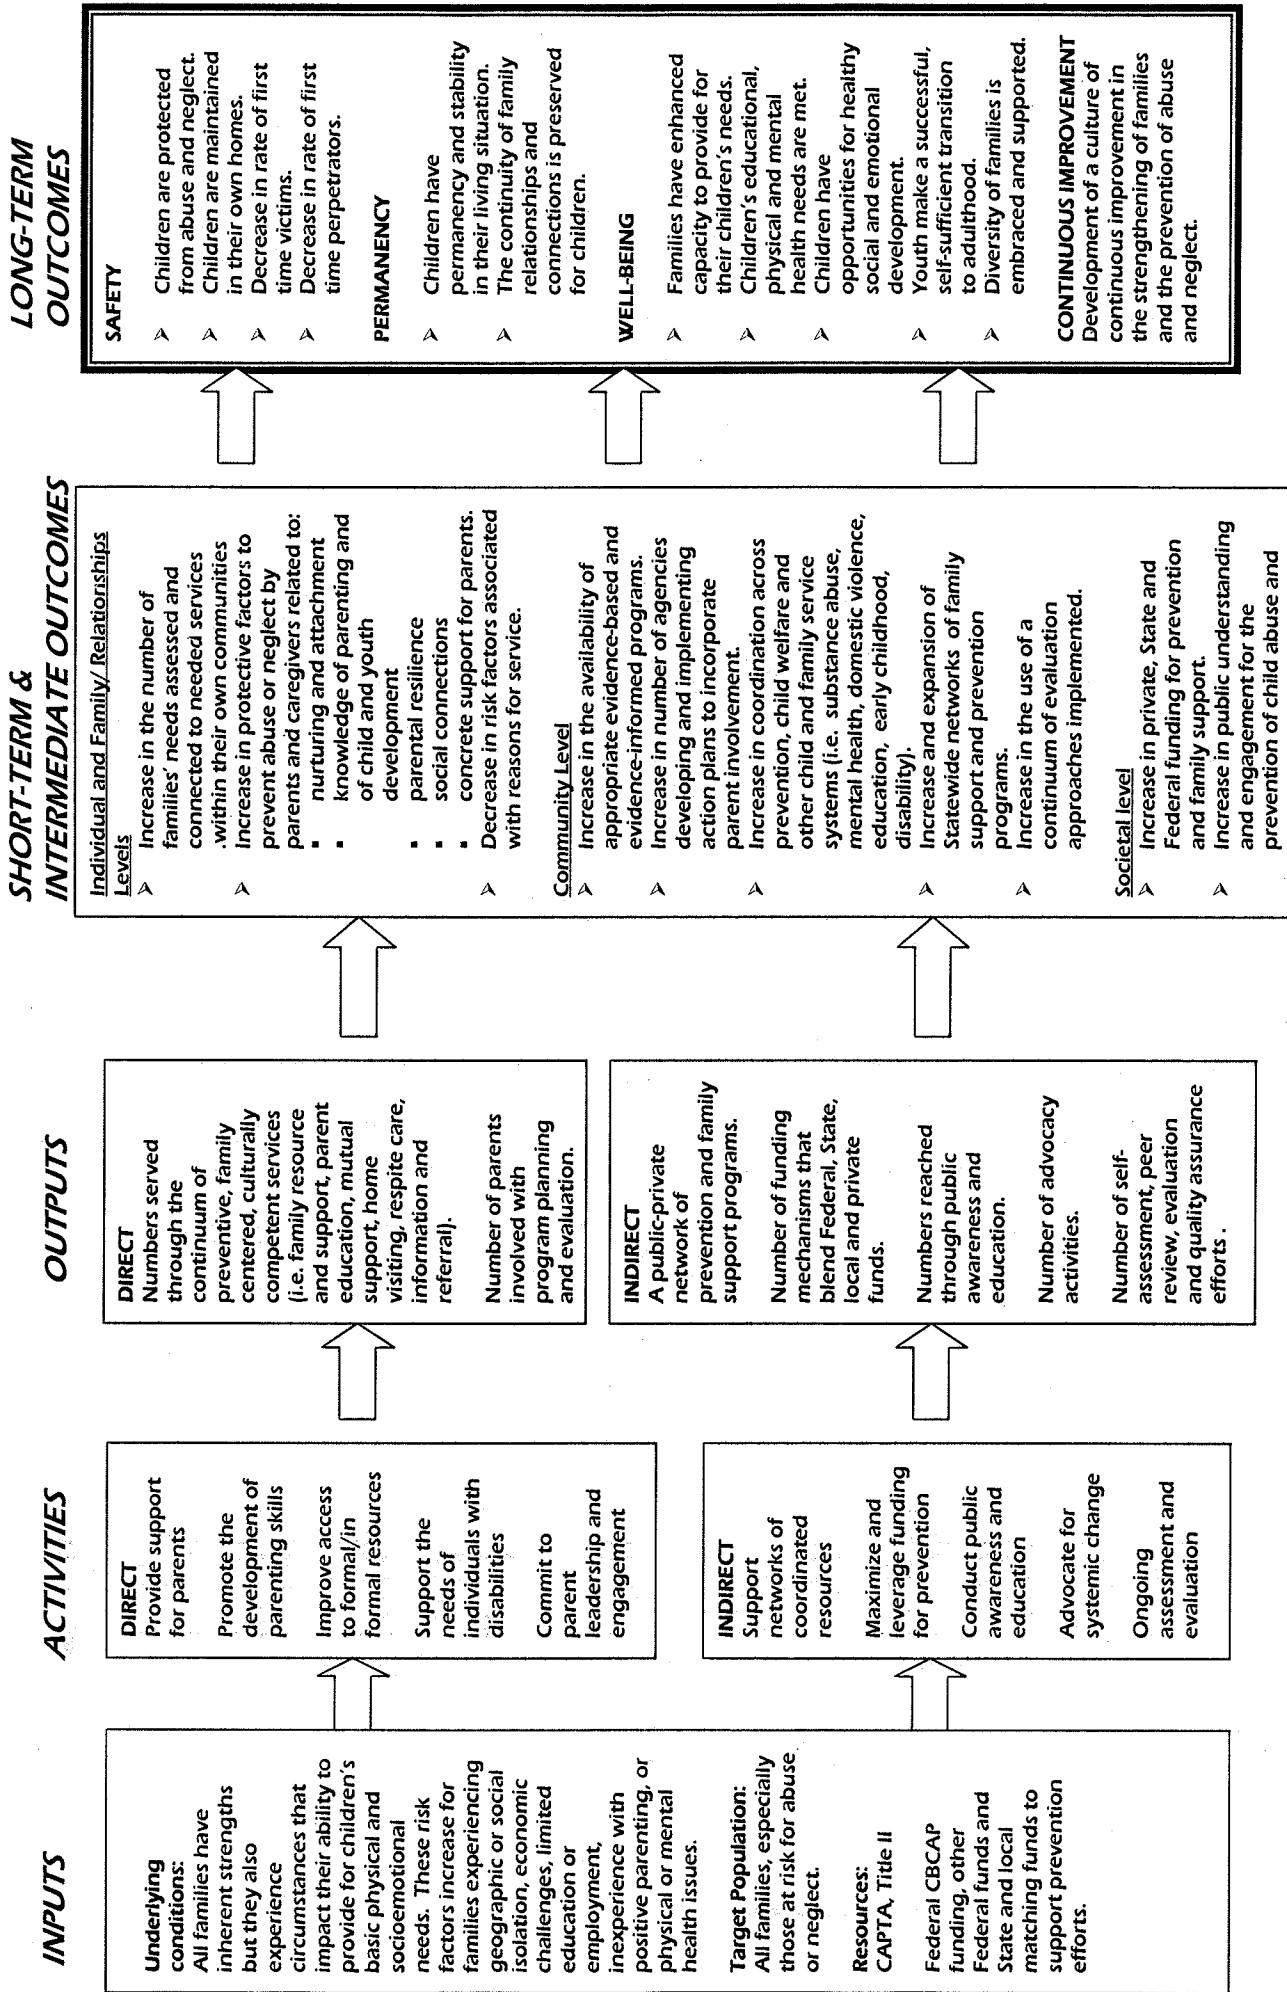 INPUTS
Underlying
conditions:
All families have
inherent strengths
but they also
experience
circumstances that
impact their ability to
provide for children's
basic physical and
socioemotional
needs. These risk
factors increase for
families experiencing
geographic or social
isolation, economic
challenges, limited
education or
employment,
inexperience with
positive parenting, or
physical or mental
health issues.
Target Population:
All families, especially
those at risk for abuse
or neglect.
Resources:
CAPTA, Title II
Federal CBCAP
funding, other
Federal funds and
State and local
matching funds to
support prevention
efforts.
ACTIVITIES
DIRECT
Provide support
for parents
Promote the
development of
parenting skills
Improve access
to formal/in
formal resources
Support the
needs of
individuals with
disabilities
Commit to
parent
leadership and
engagement
INDIRECT
Support
networks of
coordinated
resources
Maximize and
leverage funding
for prevention
Conduct public
awareness and
education
Advocate for
systemic change
Ongoing
assessment and
evaluation
OUTPUTS
DIRECT
Numbers served
through the
continuum of
preventive, family
centered, culturally
competent services
(i.e. family resource
and support, parent
education, mutual
support, home
visiting, respite care,
information and
referral).
Number of parents
involved with
program planning
and evaluation.
INDIRECT
A public-private
network of
prevention and family
support programs.
Number of funding
mechanisms that
blend Federal, State,
local and private
funds.
Numbers reached
through public
awareness and
education.
Number of advocacy
activities.
Number of self-
assessment, peer
review, evaluation
and quality assurance
efforts .
SHORT-TERM &
INTERMEDIATE OUTCOMES
Individual and Family/ Relationships
Levels
➢ Increase in the number of
families' needs assessed and
connected to needed services
.within their own communities
➢ Increase in protective factors to
prevent abuse or neglect by
parents and caregivers related to:
▪ nurturing and attachment
▪ knowledge of parenting and
of child and youth
development
▪ parental resilience
▪ social connections
▪ concrete support for parents.
➢ Decrease in risk factors associated
with reasons for service.
Community Level
➢ Increase in the availability of
appropriate evidence-based and
evidence-informed programs.
➢ Increase in number of agencies
developing and implementing
action plans to incorporate
parent involvement.
➢ Increase in coordination across
prevention, child welfare and
other child and family service
systems (i.e. substance abuse,
mental health, domestic violence,
education, early childhood,
disability).
➢ Increase and expansion of
Statewide networks of family
support and prevention
programs.
➢ Increase in the use of a
continuum of evaluation
approaches implemented.
Societal level
➢ Increase in private, State and
Federal funding for prevention
and family support.
➢ Increase in public understanding
and engagement for the
prevention of child abuse and
LONG-TERM
OUTCOMES
SAFETY
➢ Children are protected
from abuse and neglect.
➢ Children are maintained
in their own homes.
➢ Decrease in rate of first
time victims.
➢ Decrease in rate of first
time perpetrators.
PERMANENCY
➢ Children have
permanency and stability
in their living situation.
➢ The continuity of family
relationships and
connections is preserved
for children.
WELL-BEING
➢ Families have enhanced
capacity to provide for
their children's needs.
➢ Children's educational,
physical and mental
health needs are met.
➢ Children have
opportunities for healthy
social and emotional
development.
➢ Youth make a successful,
self-sufficient transition
to adulthood.
➢ Diversity of families is
embraced and supported.
CONTINUOUS IMPROVEMENT
Development of a culture of
continuous improvement in
the strengthening of families
and the prevention of abuse
and neglect.